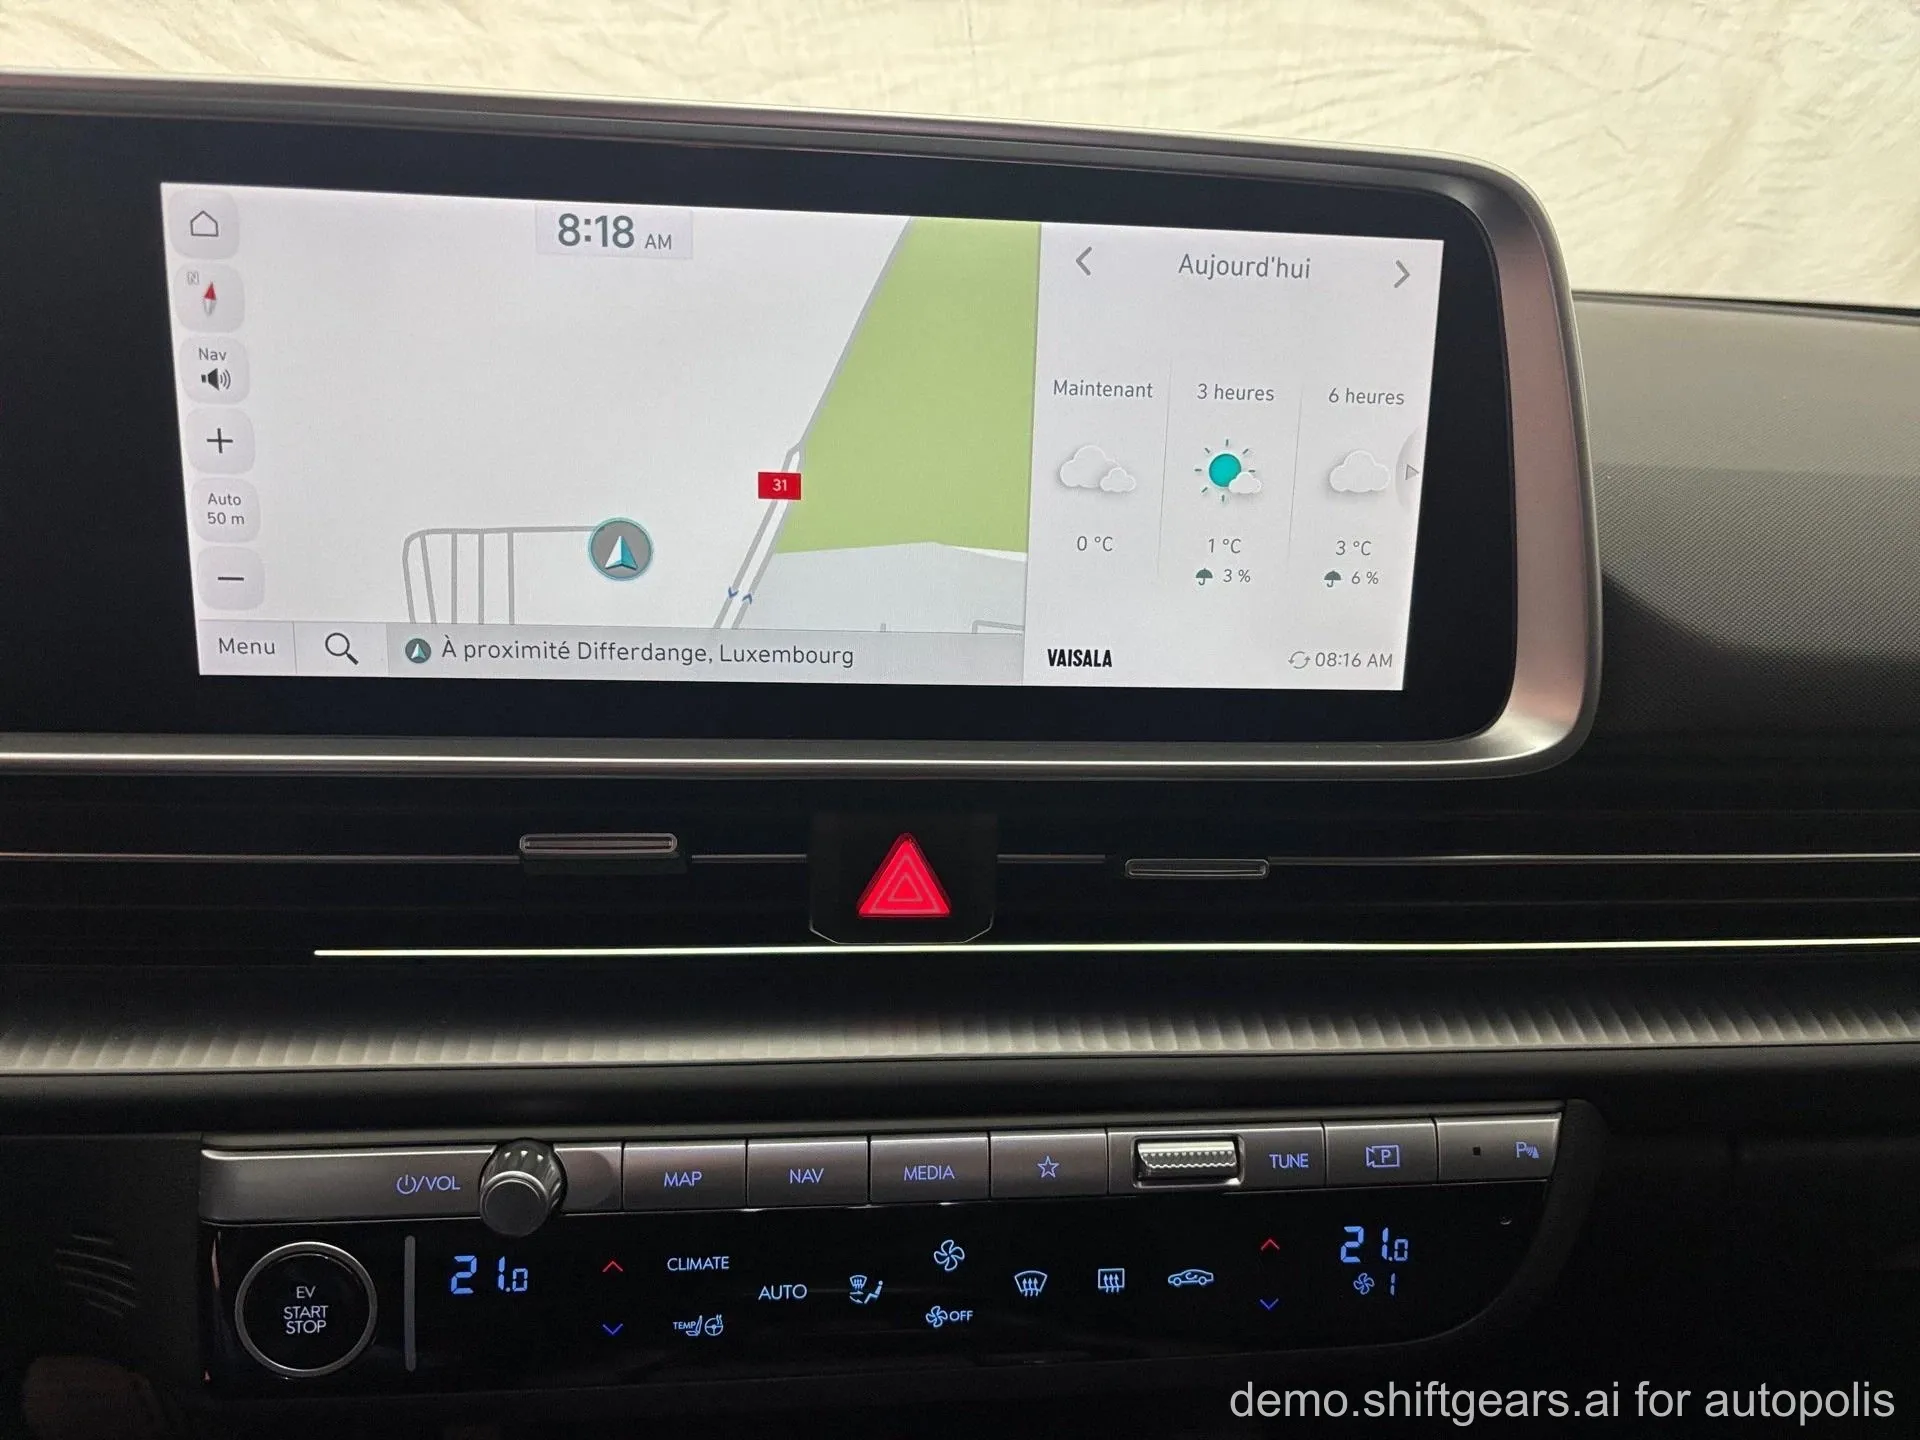 8:18 AM
N
Nav
Auto
50 m
31
Menu
À proximité Differdange, Luxembourg
Aujourd'hui
Maintenant
3 heures
6 heures
0 °C
1 °C
3 °C
3 %
6 %
VAISALA
08:16 AM
VOL
MAP
NAV
MEDIA
TUNE
P
P
EV
START
STOP
21.0
CLIMATE
AUTO
TEMP
OFF
21.0
1
demo.shiftgears.ai for autopolis